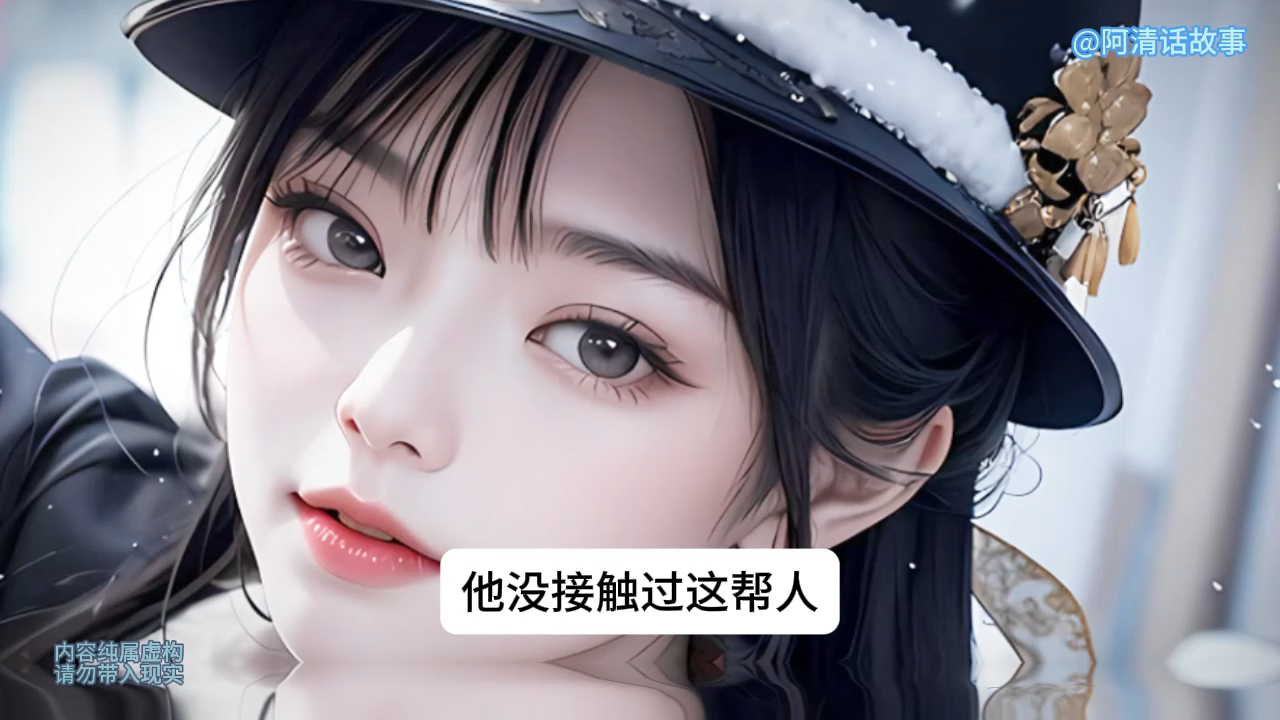 @阿清话故事
他没接触过这帮人
内容纯属虚构
请勿带入现实